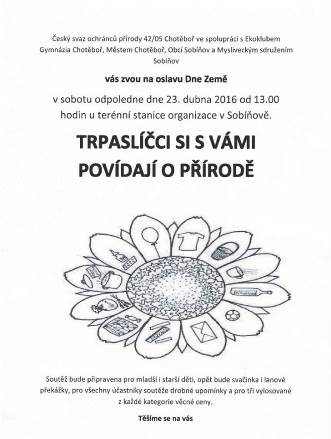 Český svaz ochránců přírody 42/05 Chotěboř ve spolupráci s Ekoklubem
Gymnázia Chotěboř, Městem Chotěboř, Obcí Sobíňov a Mysliveckým sdružením
Sobíňov
vás zvou na oslavu Dne Země
v sobotu odpoledne dne 23. dubna 2016 od 13.00
hodin u terénní stanice organizace v Sobíňově.
TRPASLÍČCI SI S VÁMI
POVÍDAJÍ O PŘÍRODĚ
Soutěž bude připravena pro mladší i starší děti, opět bude svačinka i lanové
překážky, pro všechny účastníky soutěže drobné upomínky a pro tři vylosované
z každé kategorie věcné ceny.
Těšíme se na vás